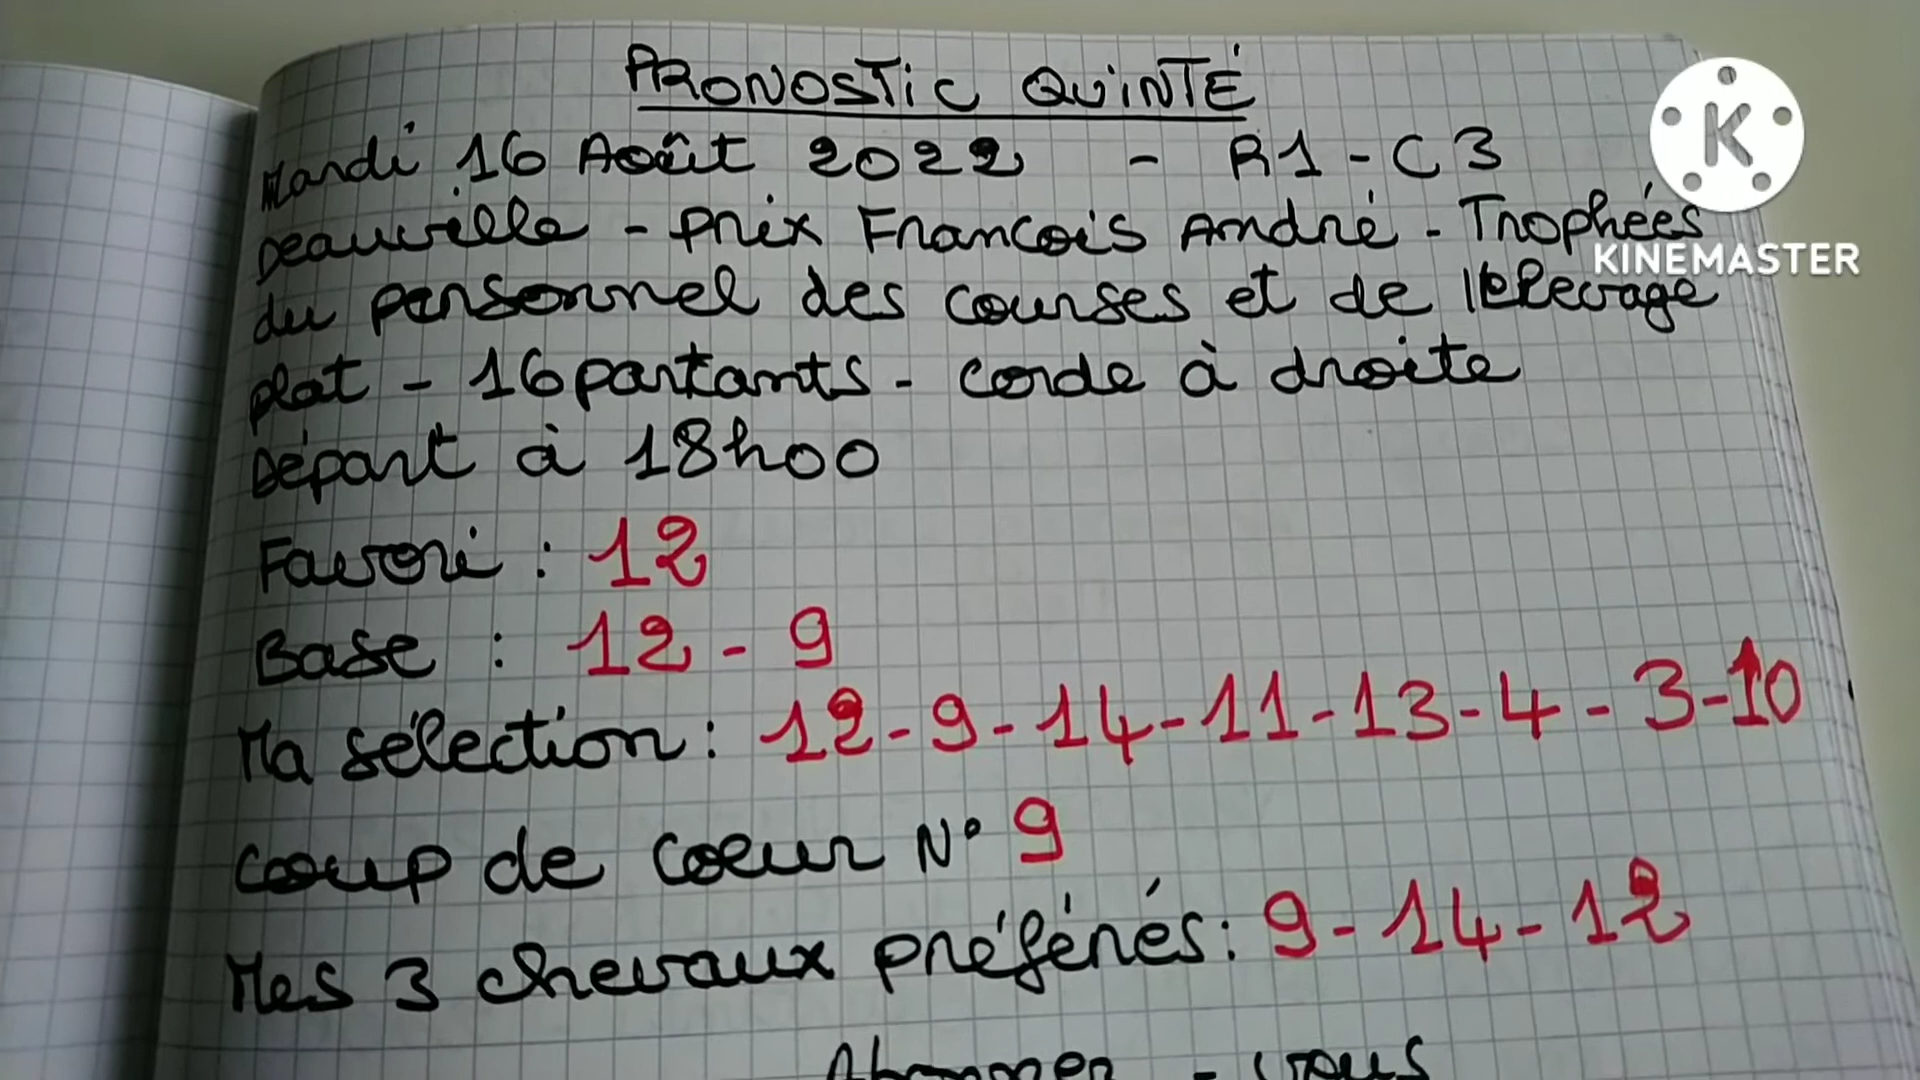 PRONOSTIC QUINTÉ
Mardi 16 Août 2022 - R1 - C3
Deauville - Prix François André - Trophées
du personnel des courses et de l'élevage
plat - 16 partants - corde à droite
Départ à 18h00
Favori : 12
Base : 12 - 9
Ma sélection : 12 - 9 - 14 - 11 - 13 - 4 - 3 - 10
coup de coeur N° 9
Mes 3 chevaux préférés : 9 - 14 - 12
Abonner - vous
K
KINEMASTER